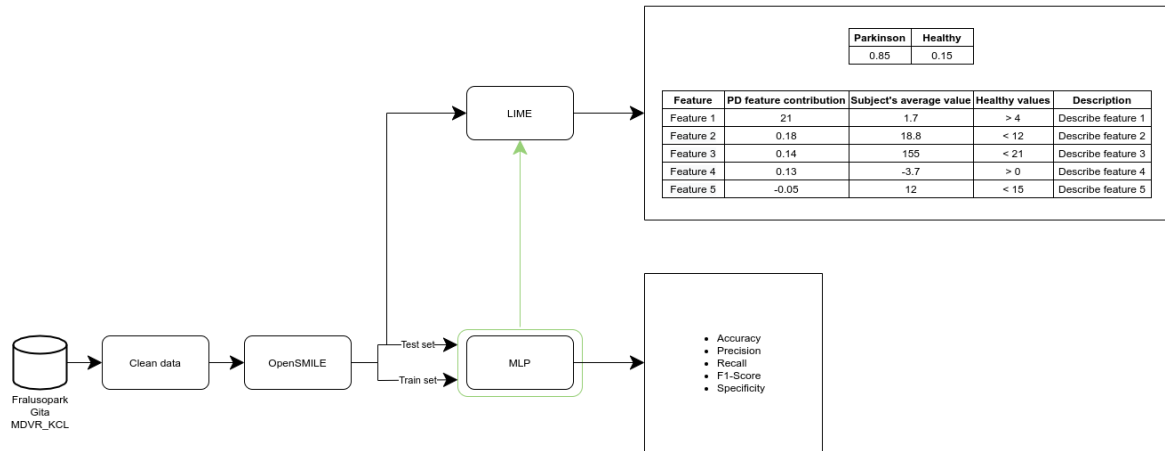 Parkinson Healthy
0.85 0.15
LIME
Feature PD feature contribution Subject's average value Healthy values Description
Feature 1 21 1.7 > 4 Describe feature 1
Feature 2 0.18 18.8 < 12 Describe feature 2
Feature 3 0.14 155 < 21 Describe feature 3
Feature 4 0.13 -3.7 > 0 Describe feature 4
Feature 5 -0.05 12 < 15 Describe feature 5
Clean data
OpenSMILE
Test set
Train set
MLP
• Accuracy
• Precision
• Recall
• F1-Score
• Specificity
Fralusopark
Gita
MDVR_KCL